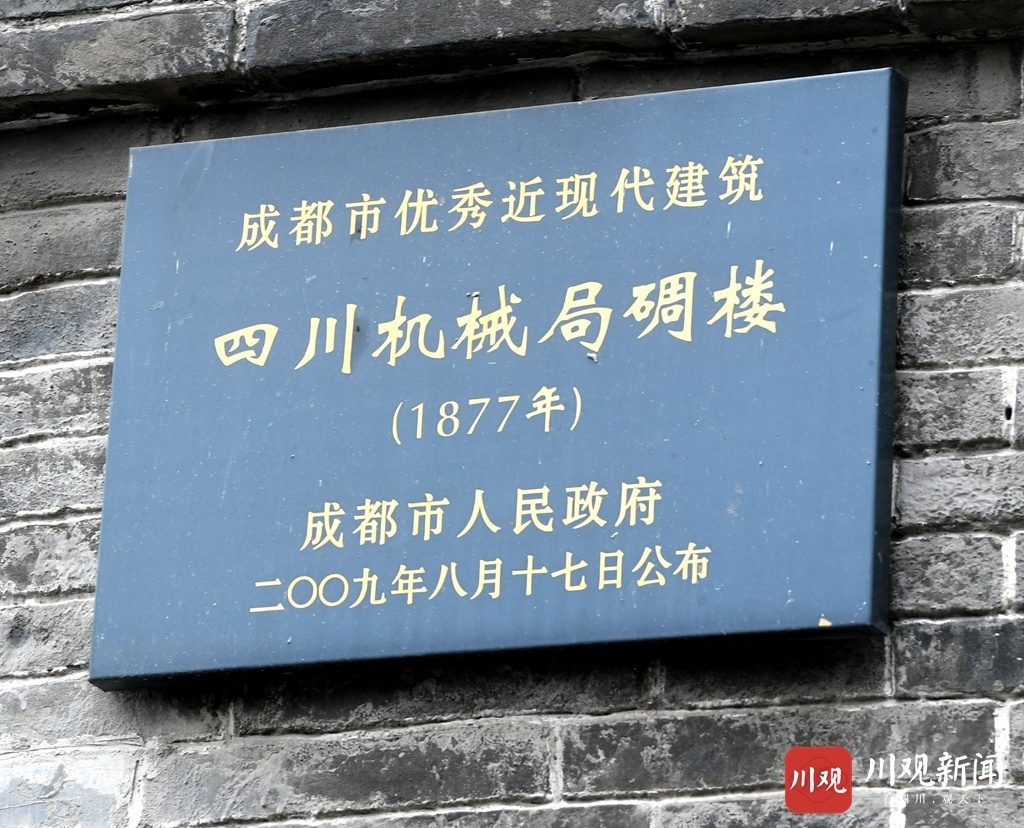 成都市优秀近现代建筑
四川机械局碉楼
(1877年)
成都市人民政府
二〇〇九年八月十七日公布
川观
川观新闻